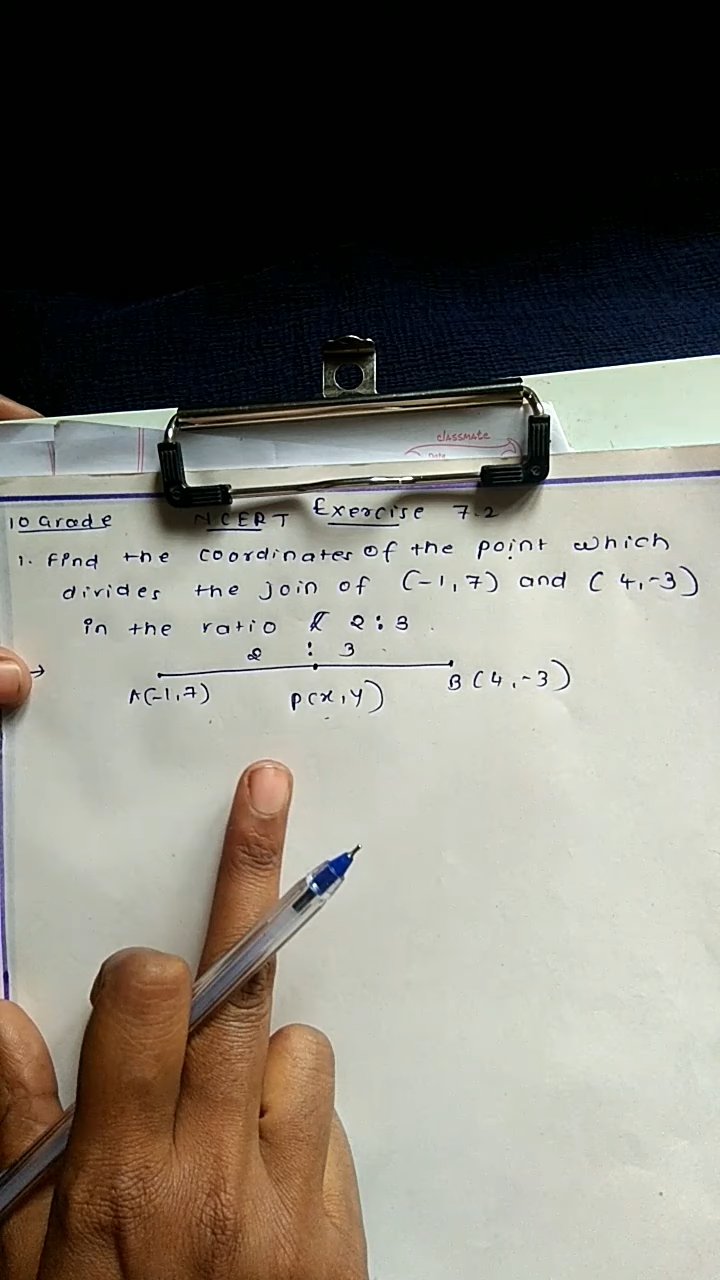 classmate
Date
10 Grade NCERT Exercise 7.2
1. Find the coordinates of the point which
divides the join of (-1,7) and (4,-3)
in the ratio 2:3.
→ 2 : 3
A(-1,7) P(x,y) B(4,-3)